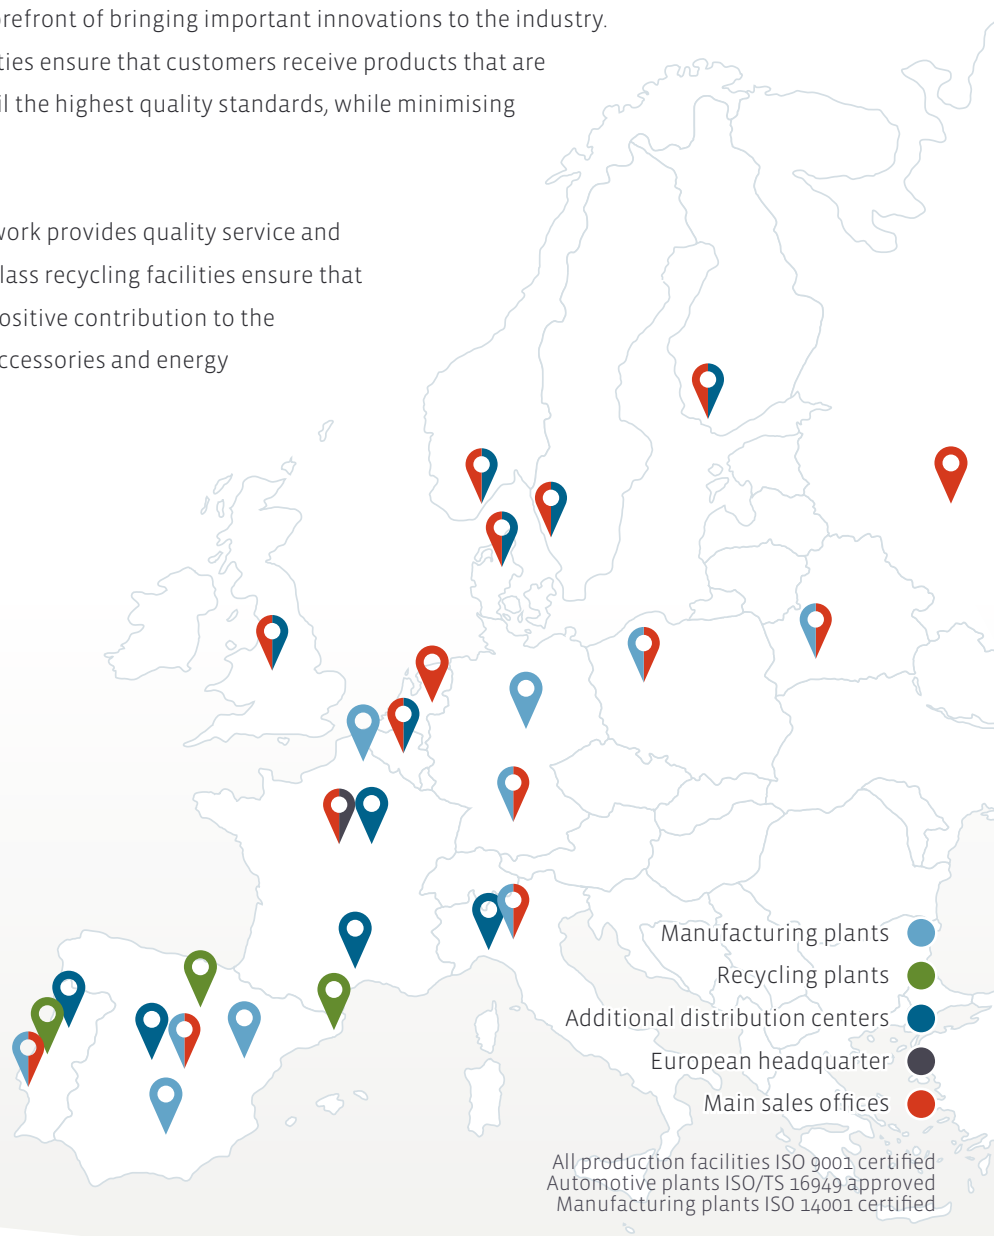 orefront of bringing important innovations to the industry.
ties ensure that customers receive products that are
il the highest quality standards, while minimising
work provides quality service and
lass recycling facilities ensure that
ositive contribution to the
ccessories and energy
Manufacturing plants
Recycling plants
Additional distribution centers
European headquarter
Main sales offices
All production facilities ISO 9001 certified
Automotive plants ISO/TS 16949 approved
Manufacturing plants ISO 14001 certified